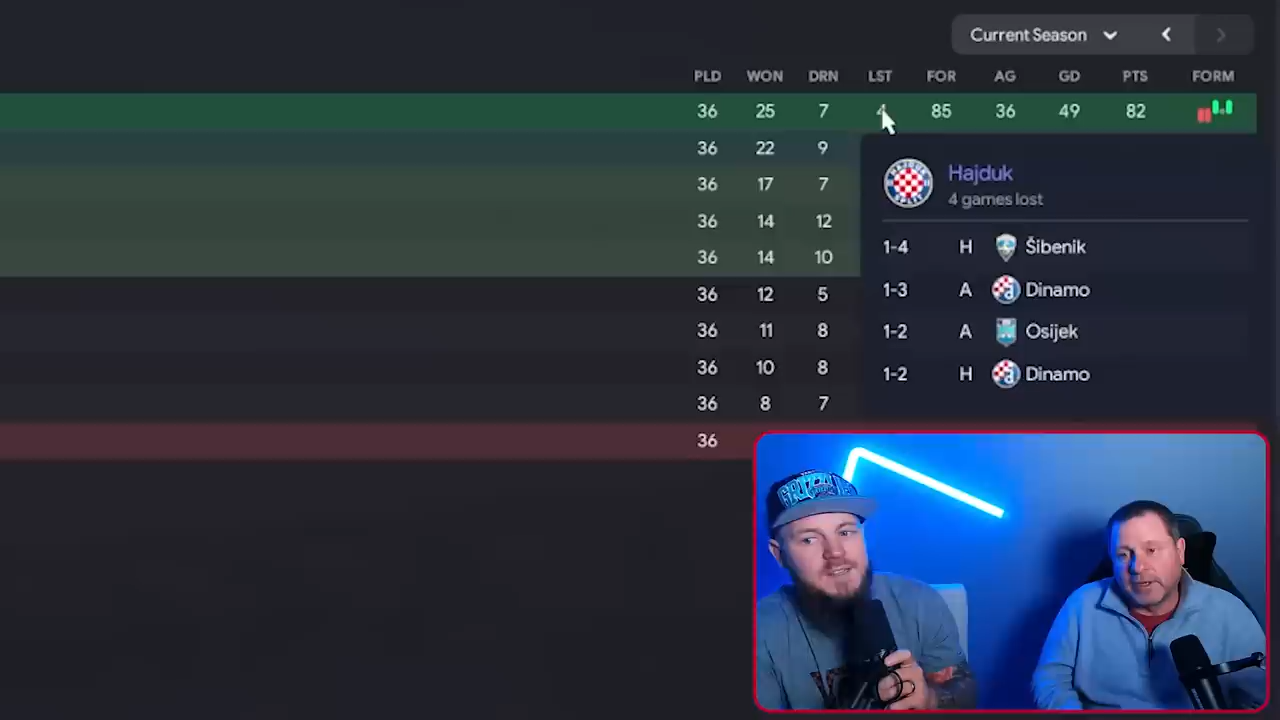 Current Season
PLD WON DRN LST FOR AG GD PTS FORM
36 25 7 4 85 36 49 82
36 22 9
36 17 7
36 14 12
36 14 10
36 12 5
36 11 8
36 10 8
36 8 7
36
Hajduk
4 games lost
1-4 H Šibenik
1-3 A Dinamo
1-2 A Osijek
1-2 H Dinamo